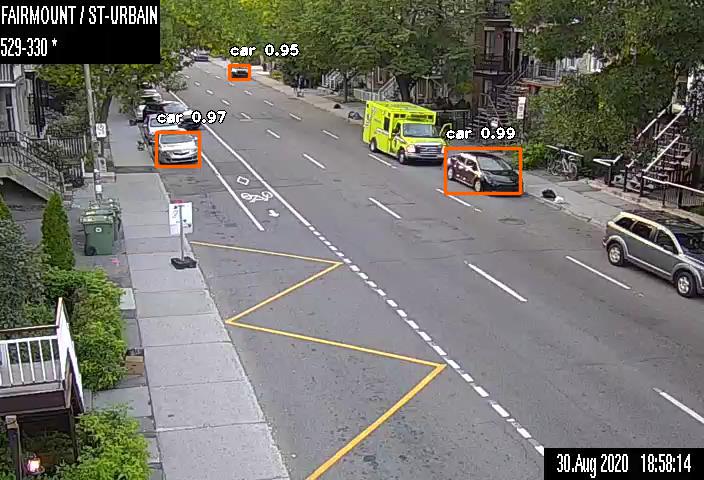 FAIRMOUNT / ST-URBAIN
529-330 *
car 0.95
car 0.97
car 0.99
30.Aug 2020 18:58:14